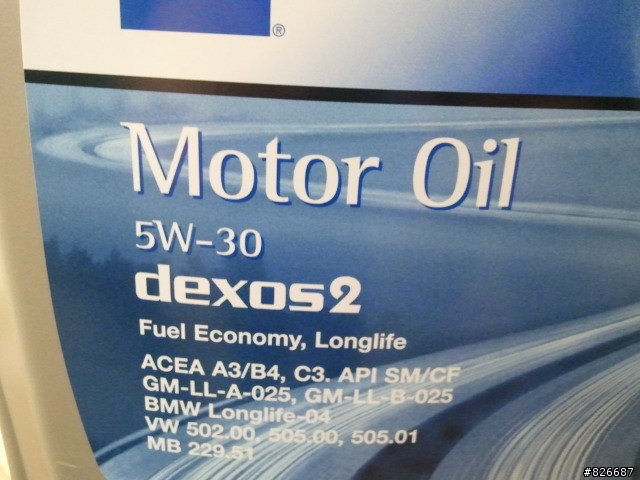 ®
Motor Oil
5W-30
dexos2
Fuel Economy, Longlife
ACEA A3/B4, C3. API SM/CF
GM-LL-A-025, GM-LL-B-025
BMW Longlife-04
VW 502.00, 505.00, 505.01
MB 229.51
#826687